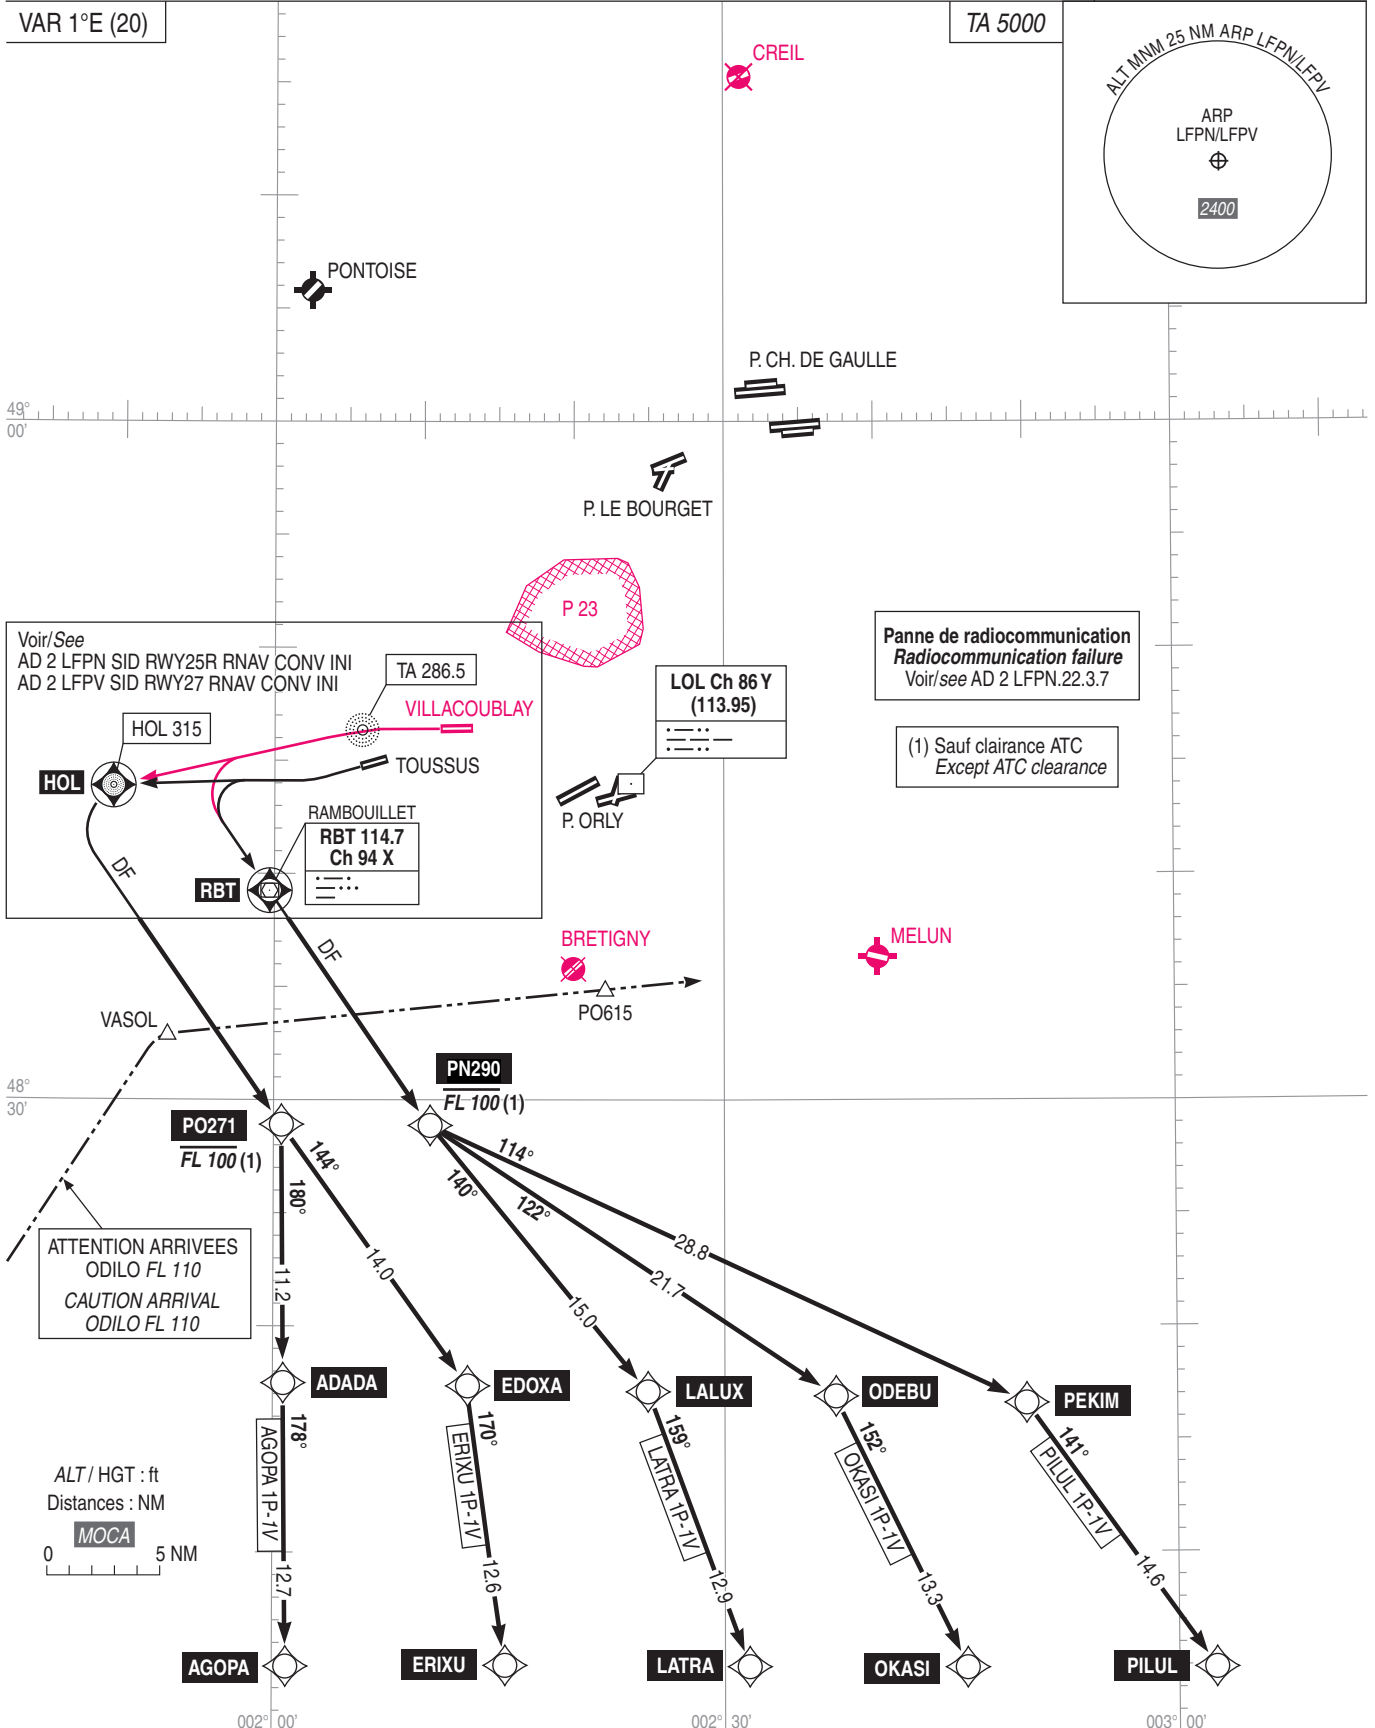 VAR 1°E (20)
TA 5000
ALT MNM 25 NM ARP LFPN/LFPV
ARP
LFPN/LFPV
2400
CREIL
PONTOISE
P. CH. DE GAULLE
49°
00'
P. LE BOURGET
P 23
Voir/See
AD 2 LFPN SID RWY25R RNAV CONV INI
AD 2 LFPV SID RWY27 RNAV CONV INI
TA 286.5
VILLACOUBLAY
HOL 315
HOL
TOUSSUS
RAMBOUILLET
RBT 114.7
Ch 94 X
RBT
DF
DF
LOL Ch 86 Y
(113.95)
P. ORLY
Panne de radiocommunication
Radiocommunication failure
Voir/see AD 2 LFPN.22.3.7
(1) Sauf clairance ATC
Except ATC clearance
BRETIGNY
MELUN
VASOL
PO615
48°
30'
PN290
FL 100 (1)
PO271
FL 100 (1)
144°
180°
114°
140°
122°
11.2
14.0
15.0
21.7
28.8
ATTENTION ARRIVEES
ODILO FL 110
CAUTION ARRIVAL
ODILO FL 110
ADADA
EDOXA
LALUX
ODEBU
PEKIM
178°
170°
159°
152°
141°
AGOPA 1P-1V
ERIXU 1P-1V
LATRA 1P-1V
OKASI 1P-1V
PILUL 1P-1V
ALT / HGT : ft
Distances : NM
MOCA
0 5 NM
12.7
12.6
12.9
13.3
14.6
AGOPA
ERIXU
LATRA
OKASI
PILUL
002° 00'
002° 30'
003° 00'